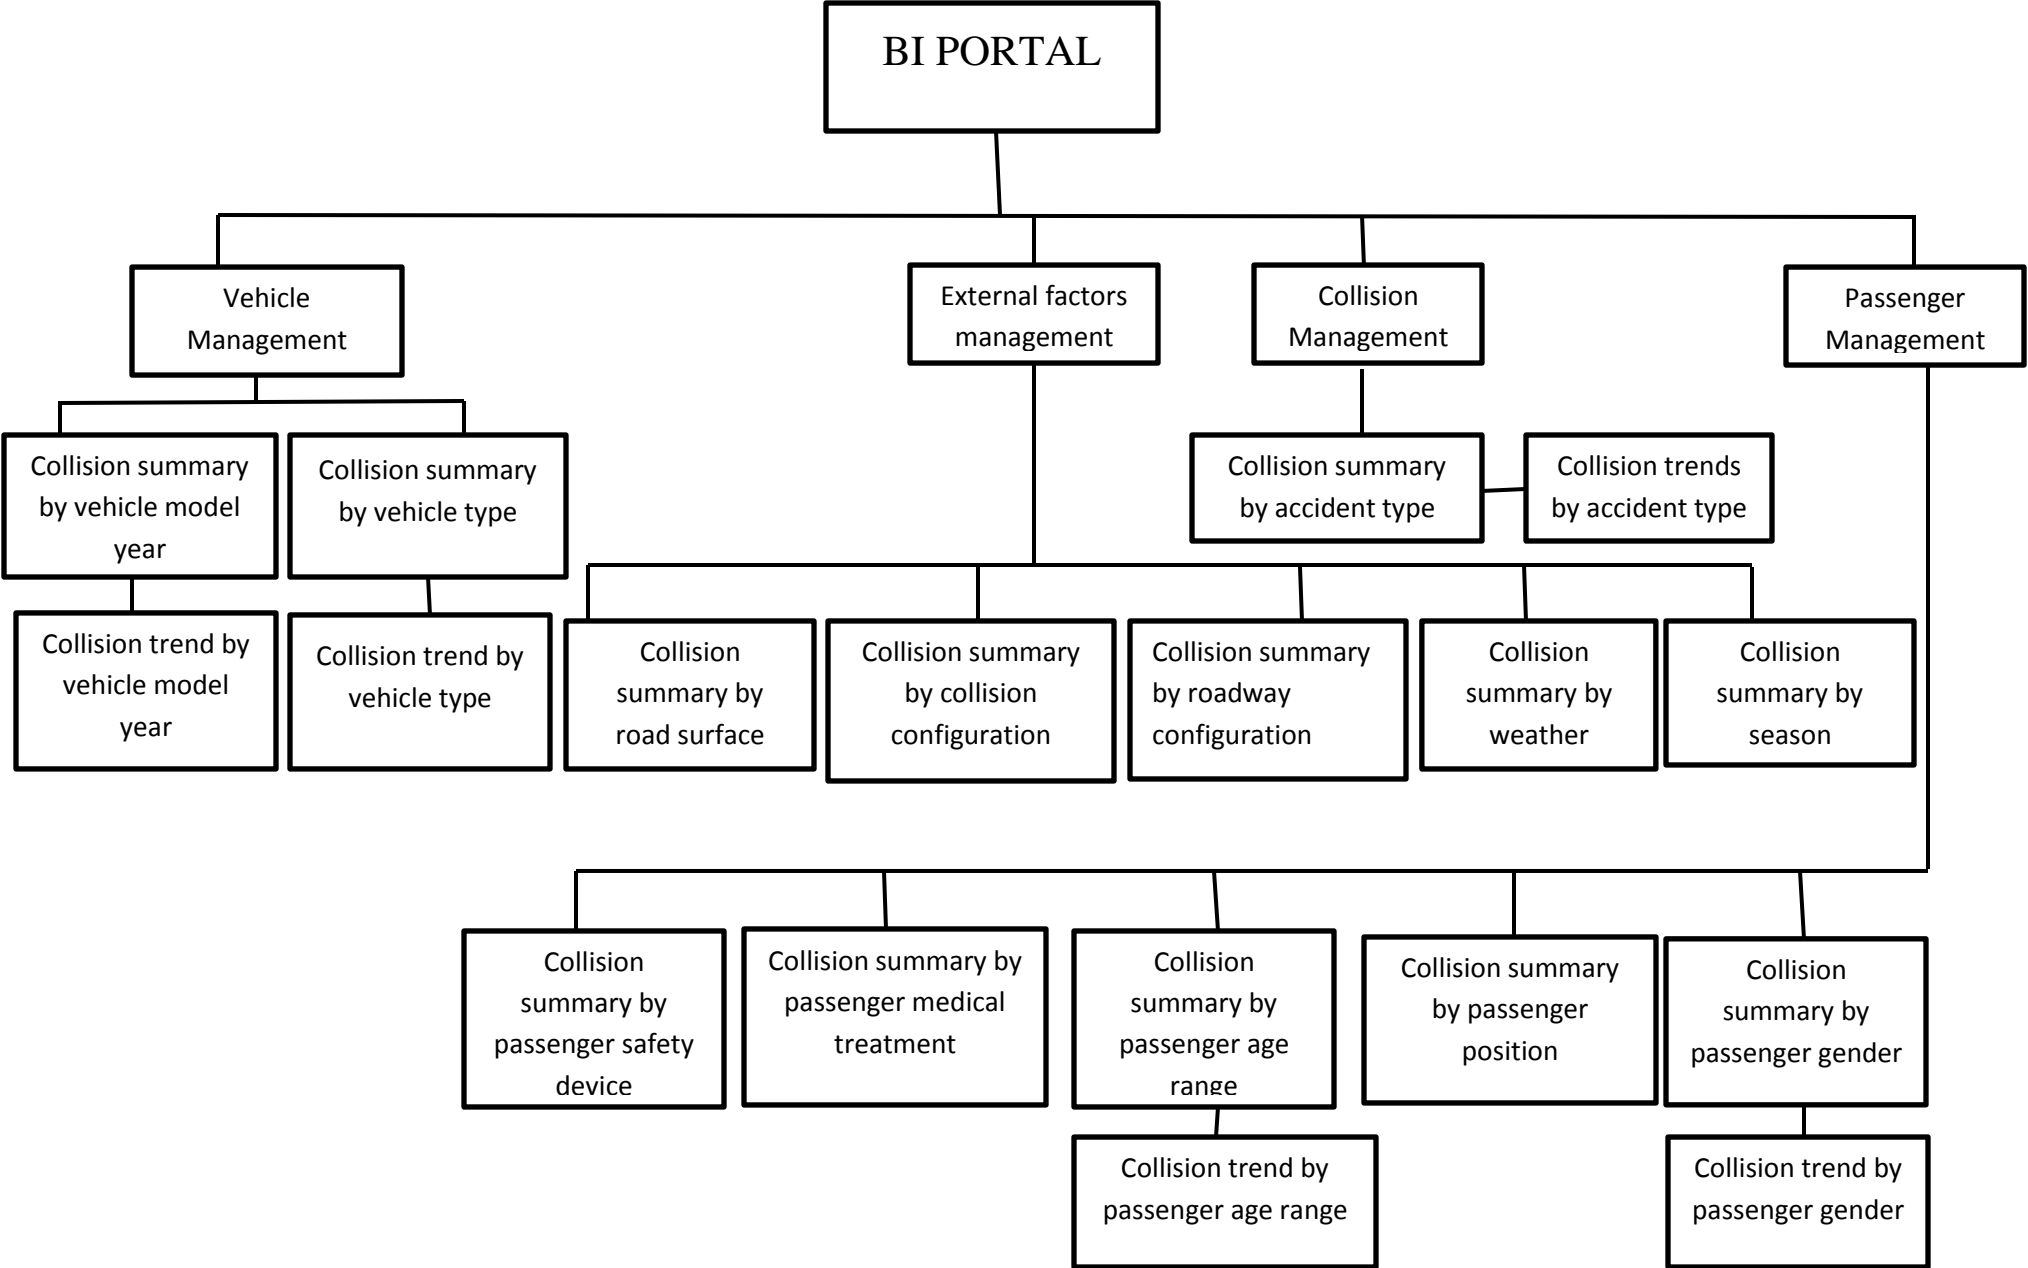 BI PORTAL
Vehicle
Management
External factors
management
Collision
Management
Passenger
Management
Collision summary
by vehicle model
year
Collision summary
by vehicle type
Collision summary
by accident type
Collision trends
by accident type
Collision trend by
vehicle model
year
Collision trend by
vehicle type
Collision
summary by
road surface
Collision summary
by collision
configuration
Collision summary
by roadway
configuration
Collision
summary by
weather
Collision
summary by
season
Collision
summary by
passenger safety
device
Collision summary by
passenger medical
treatment
Collision
summary by
passenger age
range
Collision summary
by passenger
position
Collision
summary by
passenger gender
Collision trend by
passenger age range
Collision trend by
passenger gender